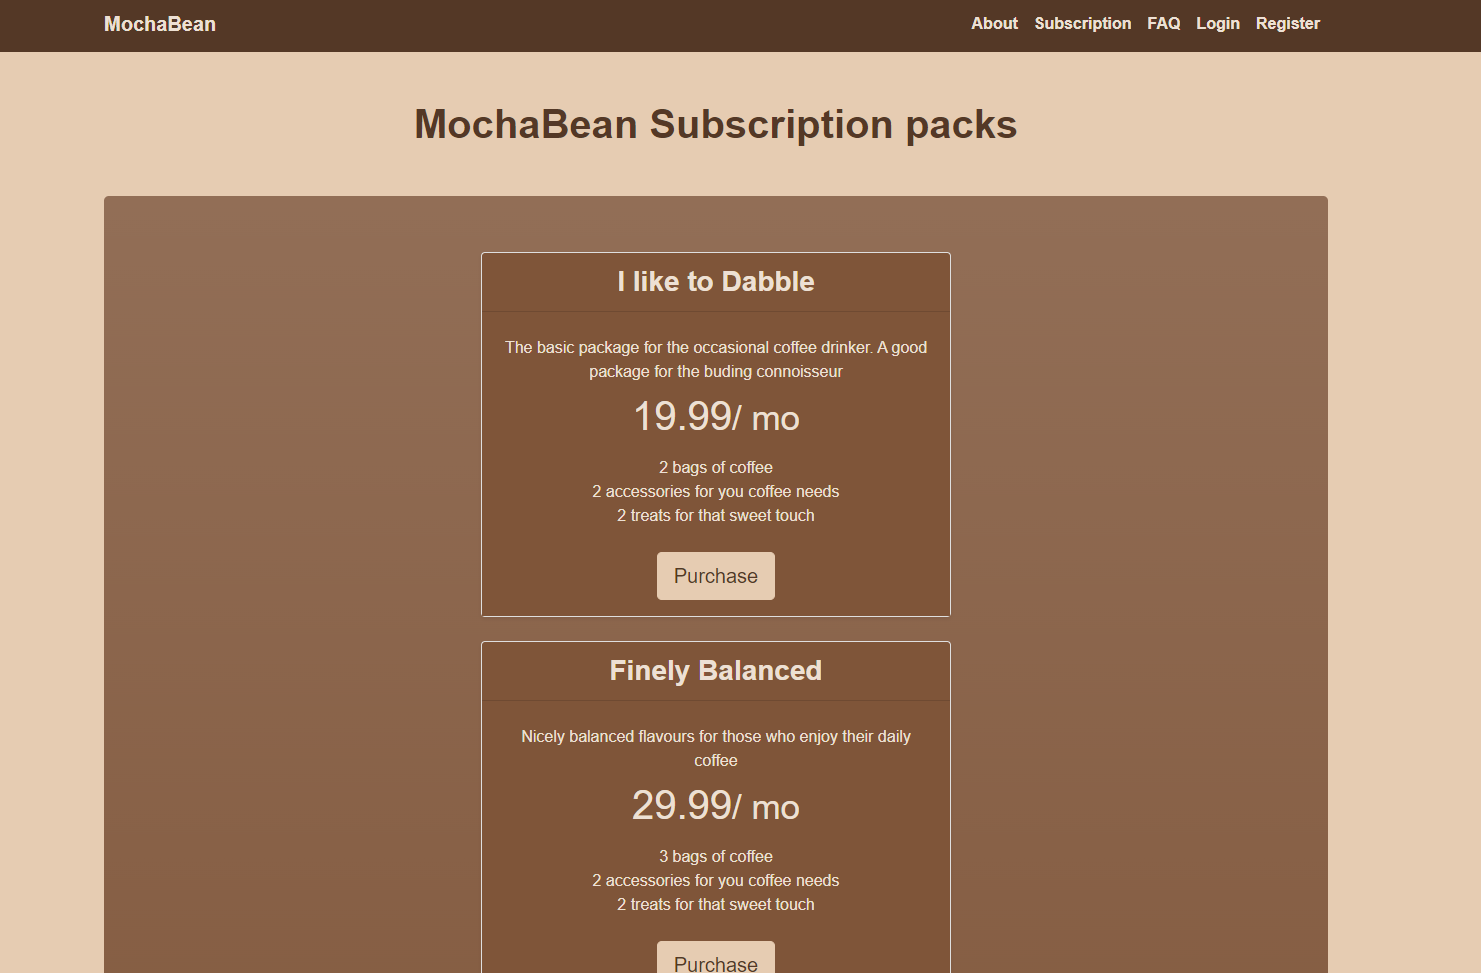 MochaBean
About Subscription FAQ Login Register
MochaBean Subscription packs
I like to Dabble
The basic package for the occasional coffee drinker. A good
package for the buding connoisseur
19.99/ mo
2 bags of coffee
2 accessories for you coffee needs
2 treats for that sweet touch
Purchase
Finely Balanced
Nicely balanced flavours for those who enjoy their daily
coffee
29.99/ mo
3 bags of coffee
2 accessories for you coffee needs
2 treats for that sweet touch
Purchase